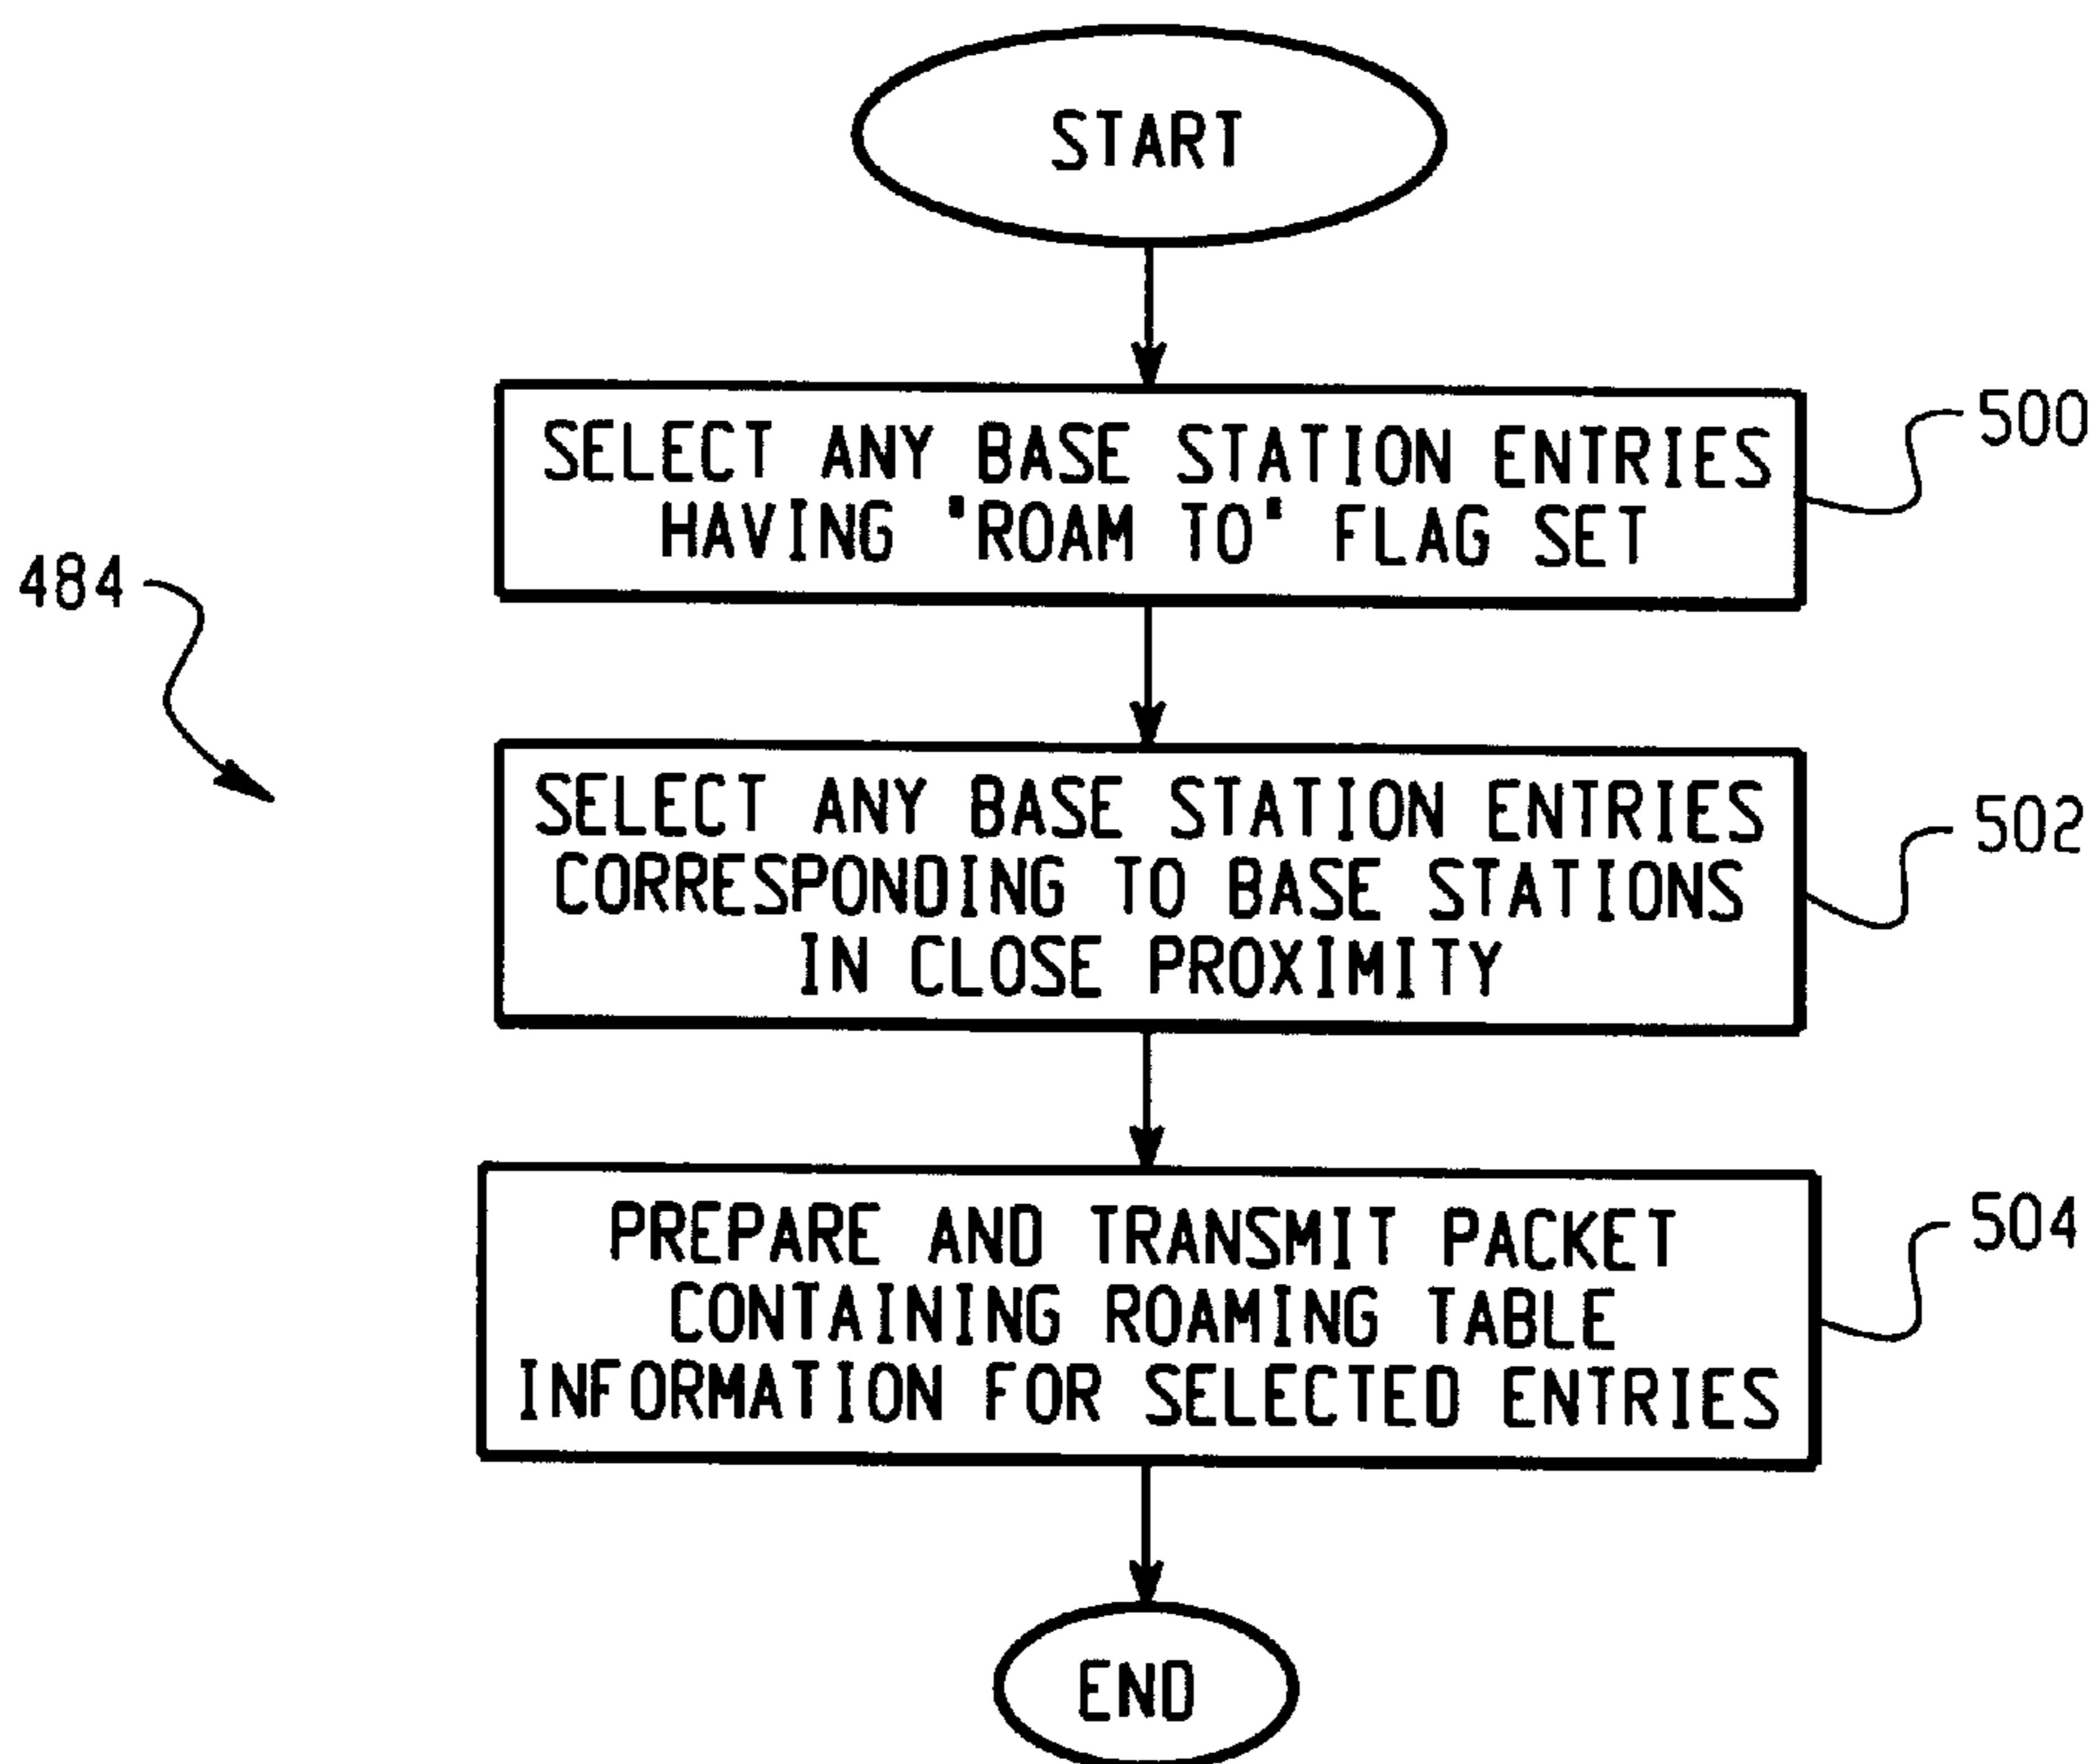 START
SELECT ANY BASE STATION ENTRIES
HAVING "ROAM TO" FLAG SET
500
484
SELECT ANY BASE STATION ENTRIES
CORRESPONDING TO BASE STATIONS
IN CLOSE PROXIMITY
502
PREPARE AND TRANSMIT PACKET
CONTAINING ROAMING TABLE
INFORMATION FOR SELECTED ENTRIES
504
END